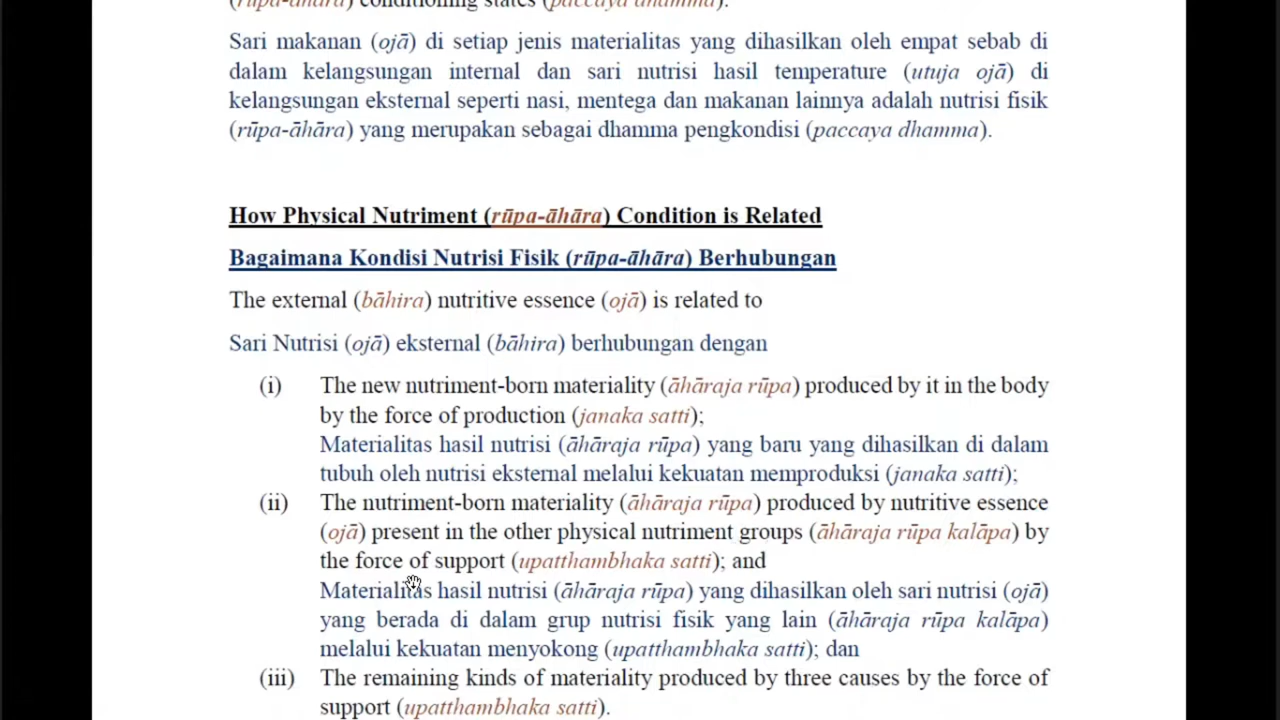 (rūpa-āhāra) conditioning states (paccaya dhamma).
Sari makanan (ojā) di setiap jenis materialitas yang dihasilkan oleh empat sebab di
dalam kelangsungan internal dan sari nutrisi hasil temperature (utuja ojā) di
kelangsungan eksternal seperti nasi, mentega dan makanan lainnya adalah nutrisi fisik
(rūpa-āhāra) yang merupakan sebagai dhamma pengkondisi (paccaya dhamma).
How Physical Nutriment (rūpa-āhāra) Condition is Related
Bagaimana Kondisi Nutrisi Fisik (rūpa-āhāra) Berhubungan
The external (bāhira) nutritive essence (ojā) is related to
Sari Nutrisi (ojā) eksternal (bāhira) berhubungan dengan
(i) The new nutriment-born materiality (āhāraja rūpa) produced by it in the body
by the force of production (janaka satti);
Materialitas hasil nutrisi (āhāraja rūpa) yang baru yang dihasilkan di dalam
tubuh oleh nutrisi eksternal melalui kekuatan memproduksi (janaka satti);
(ii) The nutriment-born materiality (āhāraja rūpa) produced by nutritive essence
(ojā) present in the other physical nutriment groups (āhāraja rūpa kalāpa) by
the force of support (upatthambhaka satti); and
Materialitas hasil nutrisi (āhāraja rūpa) yang dihasilkan oleh sari nutrisi (ojā)
yang berada di dalam grup nutrisi fisik yang lain (āhāraja rūpa kalāpa)
melalui kekuatan menyokong (upatthambhaka satti); dan
(iii) The remaining kinds of materiality produced by three causes by the force of
support (upatthambhaka satti).